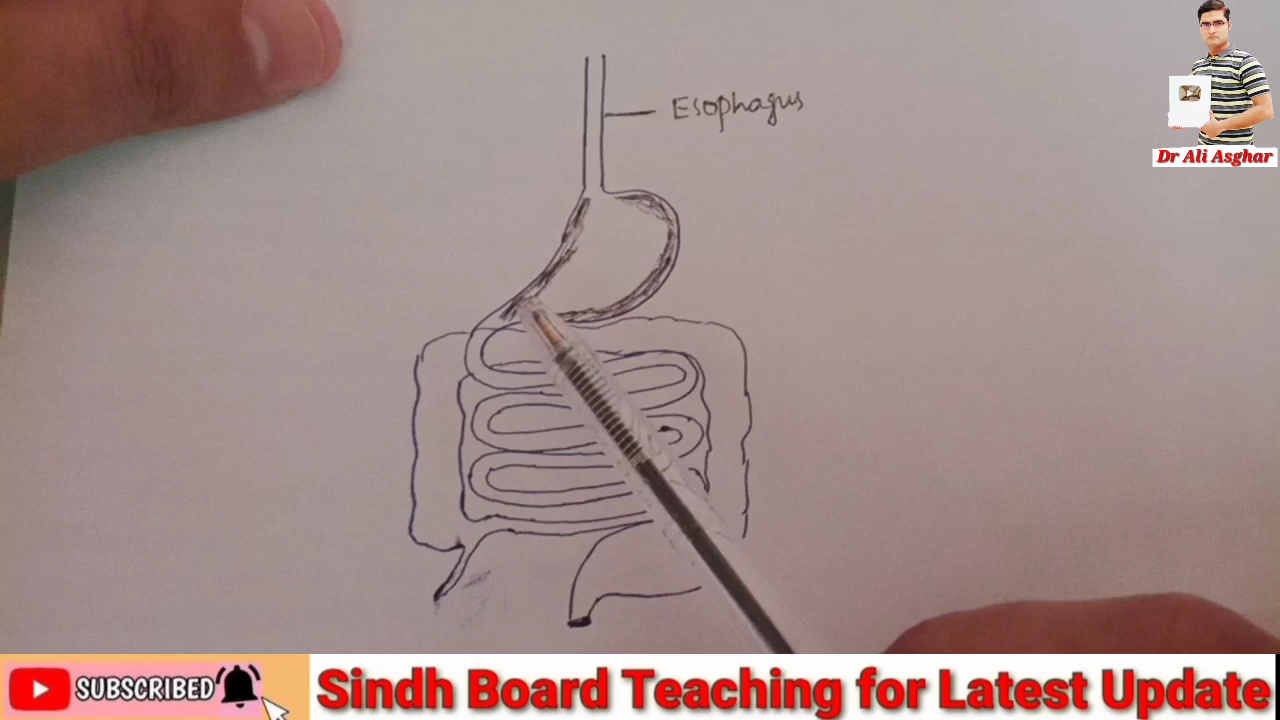 Esophagus
Dr Ali Asghar
SUBSCRIBED
Sindh Board Teaching for Latest Update